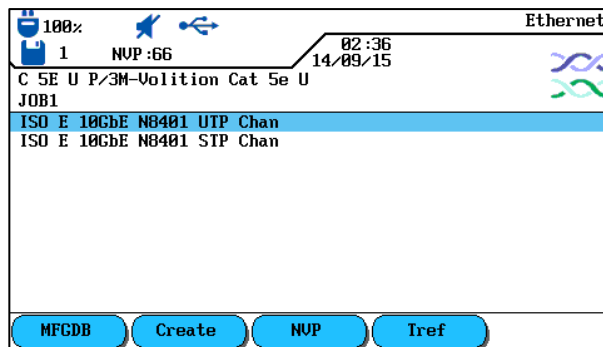 100%
Ethernet
1 NVP:66
02:36
14/09/15
C 5E U P/3M-Volition Cat 5e U
JOB1
ISO E 10GbE N8401 UTP Chan
ISO E 10GbE N8401 STP Chan
MFGDB Create NVP Tref